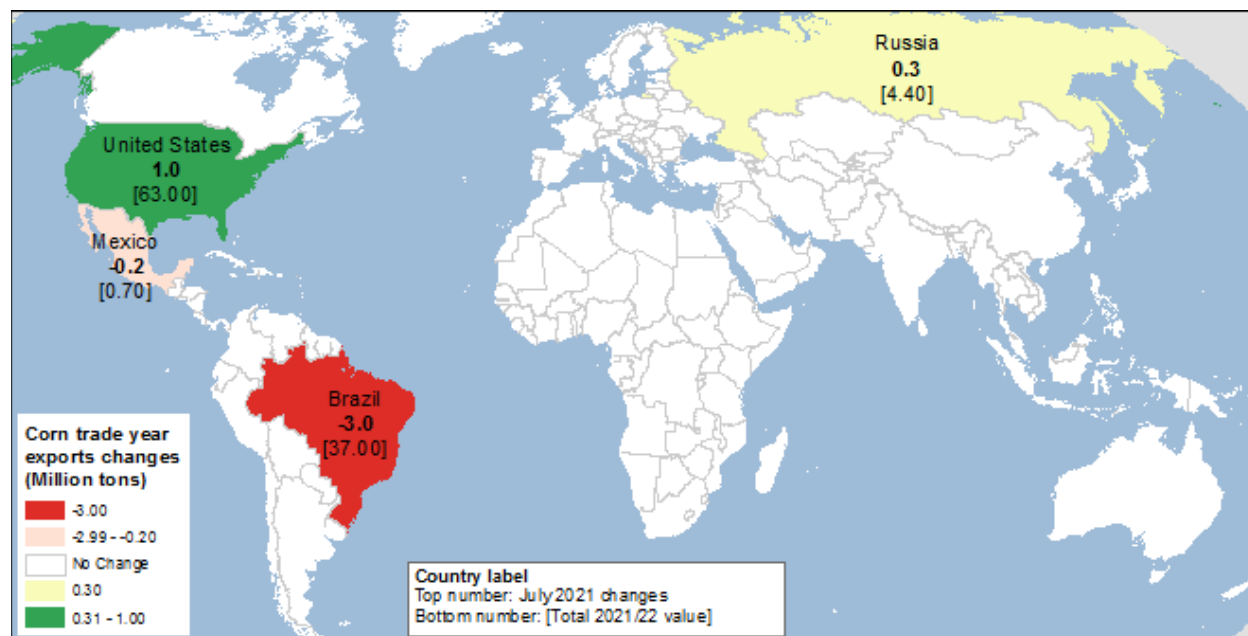 Russia
0.3
[4.40]
United States
1.0
[63.00]
Mexico
-0.2
[0.70]
Brazil
-3.0
[37.00]
Corn trade year
exports changes
(Million tons)
-3.00
-2.99 - -0.20
No Change
0.30
0.31 - 1.00
Country label
Top number: July 2021 changes
Bottom number: [Total 2021/22 value]